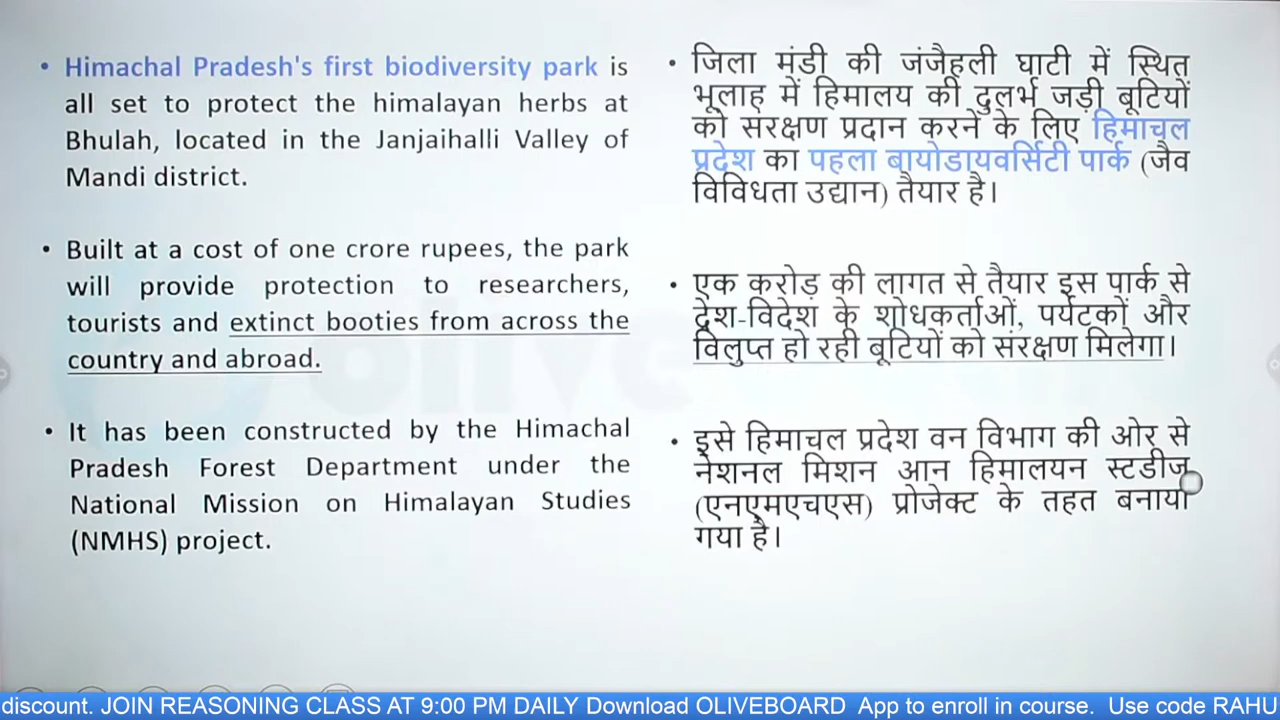 • Himachal Pradesh's first biodiversity park is
all set to protect the himalayan herbs at
Bhulah, located in the Janjaihalli Valley of
Mandi district.
• Built at a cost of one crore rupees, the park
will provide protection to researchers,
tourists and extinct booties from across the
country and abroad.
• It has been constructed by the Himachal
Pradesh Forest Department under the
National Mission on Himalayan Studies
(NMHS) project.
• जिला मंडी की जंजैहली घाटी में स्थित
भूलाह में हिमालय की दुलर्भ जड़ी बूटियों
को संरक्षण प्रदान करने के लिए हिमाचल
प्रदेश का पहला बायोडायवर्सिटी पार्क (जैव
विविधता उद्यान) तैयार है।
• एक करोड़ की लागत से तैयार इस पार्क से
देश-विदेश के शोधकर्ताओं, पर्यटकों और
विलुप्त हो रही बूटियों को संरक्षण मिलेगा।
• इसे हिमाचल प्रदेश वन विभाग की ओर से
नेशनल मिशन आन हिमालयन स्टडीज
(एनएमएचएस) प्रोजेक्ट के तहत बनाया
गया है।
discount. JOIN REASONING CLASS AT 9:00 PM DAILY Download OLIVEBOARD App to enroll in course. Use code RAHU